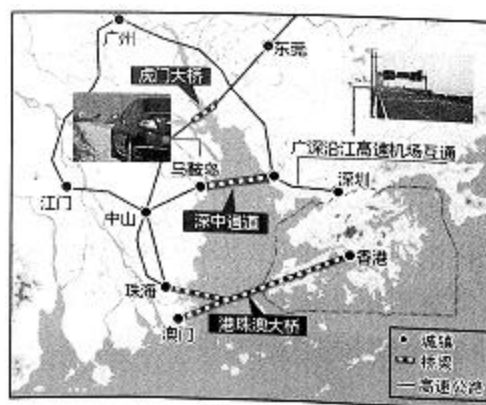 广州
东莞
虎门大桥
马鞍岛
广深沿江高速机场互通
江门
中山
深中通道
深圳
香港
珠海
澳门
港珠澳大桥
城镇
桥梁
高速公路